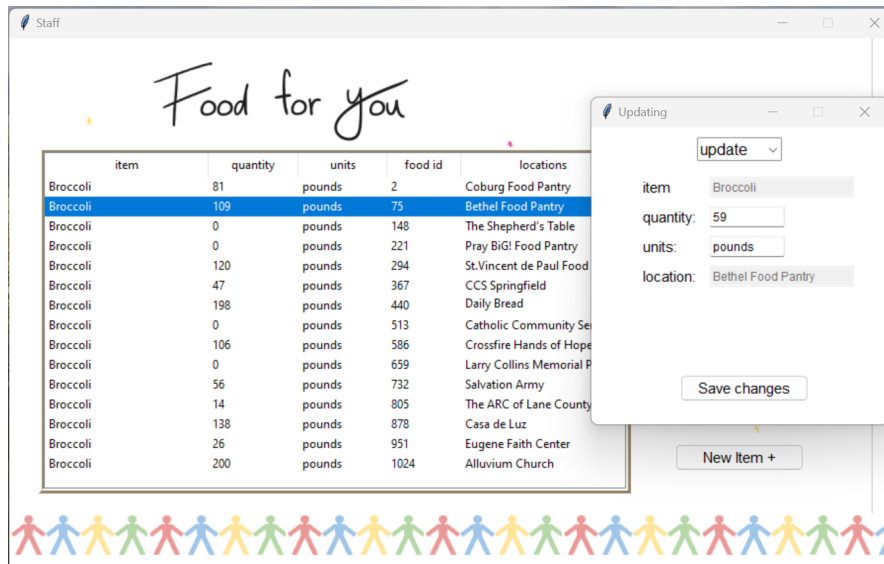 Staff
Food for you
item quantity units food id locations
Broccoli 81 pounds 2 Coburg Food Pantry
Broccoli 109 pounds 75 Bethel Food Pantry
Broccoli 0 pounds 148 The Shepherd's Table
Broccoli 0 pounds 221 Pray BiG! Food Pantry
Broccoli 120 pounds 294 St.Vincent de Paul Food
Broccoli 47 pounds 367 CCS Springfield
Broccoli 198 pounds 440 Daily Bread
Broccoli 0 pounds 513 Catholic Community Se
Broccoli 106 pounds 586 Crossfire Hands of Hope
Broccoli 0 pounds 659 Larry Collins Memorial P
Broccoli 56 pounds 732 Salvation Army
Broccoli 14 pounds 805 The ARC of Lane County
Broccoli 138 pounds 878 Casa de Luz
Broccoli 26 pounds 951 Eugene Faith Center
Broccoli 200 pounds 1024 Alluvium Church
Updating
update
item Broccoli
quantity: 59
units: pounds
location: Bethel Food Pantry
Save changes
New Item +